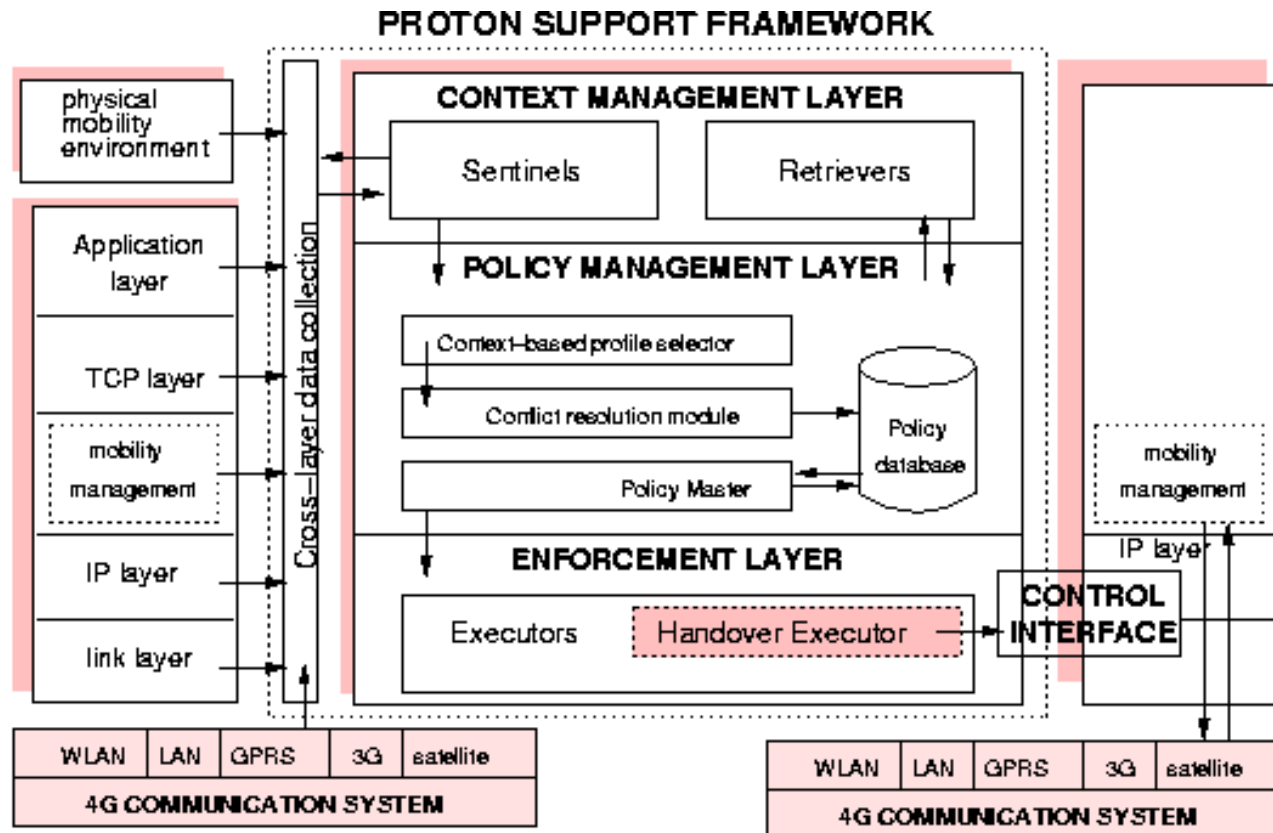 PROTON SUPPORT FRAMEWORK
physical
mobility
environment
Application
layer
TCP layer
mobility
management
IP layer
link layer
Cross-layer data collection
CONTEXT MANAGEMENT LAYER
Sentinels
Retrievers
POLICY MANAGEMENT LAYER
Context-based profile selector
Conflict resolution module
Policy Master
Policy
database
ENFORCEMENT LAYER
Executors
Handover Executor
mobility
management
IP layer
CONTROL
INTERFACE
WLAN LAN GPRS 3G satellite
4G COMMUNICATION SYSTEM
WLAN LAN GPRS 3G satellite
4G COMMUNICATION SYSTEM